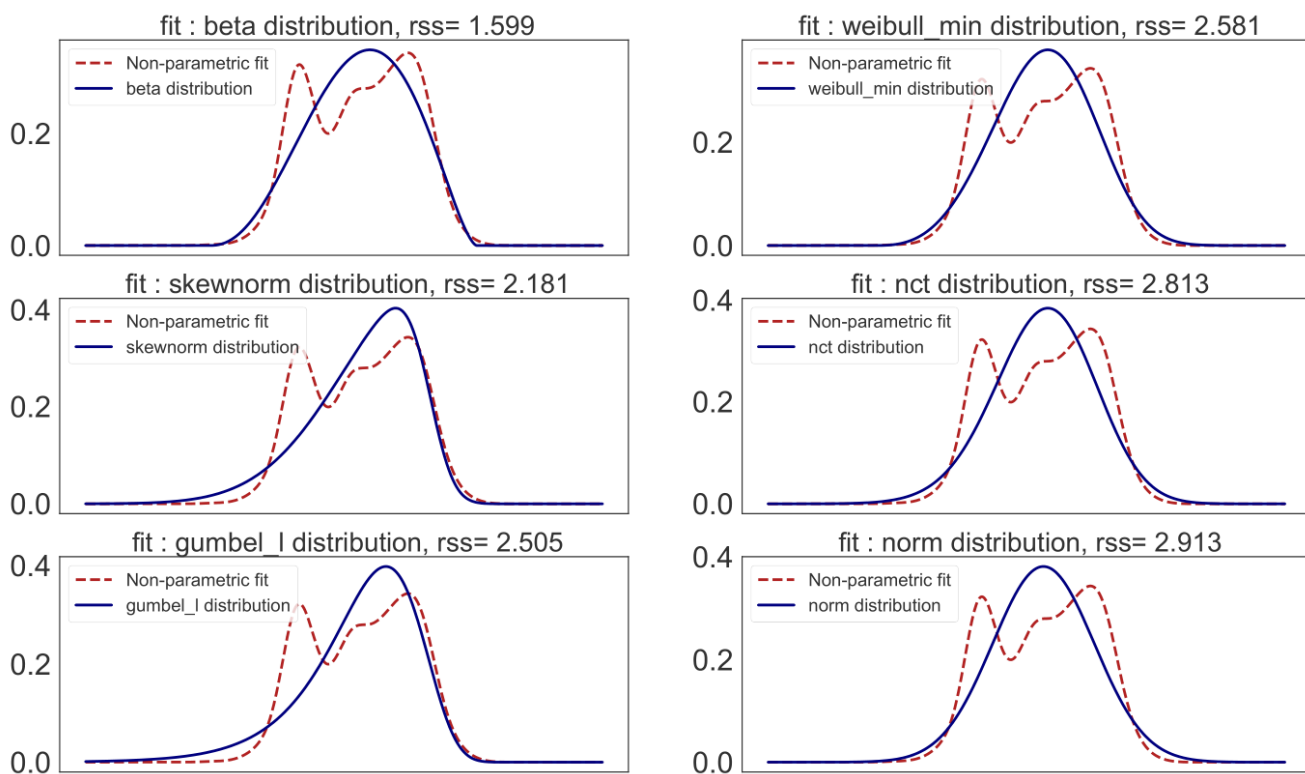 fit : beta distribution, rss= 1.599
Non-parametric fit
beta distribution
0.2
0.0
fit : weibull_min distribution, rss= 2.581
Non-parametric fit
weibull_min distribution
0.2
0.0
fit : skewnorm distribution, rss= 2.181
0.4
Non-parametric fit
skewnorm distribution
0.2
0.0
fit : nct distribution, rss= 2.813
0.4
Non-parametric fit
nct distribution
0.2
0.0
fit : gumbel_l distribution, rss= 2.505
0.4
Non-parametric fit
gumbel_l distribution
0.2
0.0
fit : norm distribution, rss= 2.913
0.4
Non-parametric fit
norm distribution
0.2
0.0